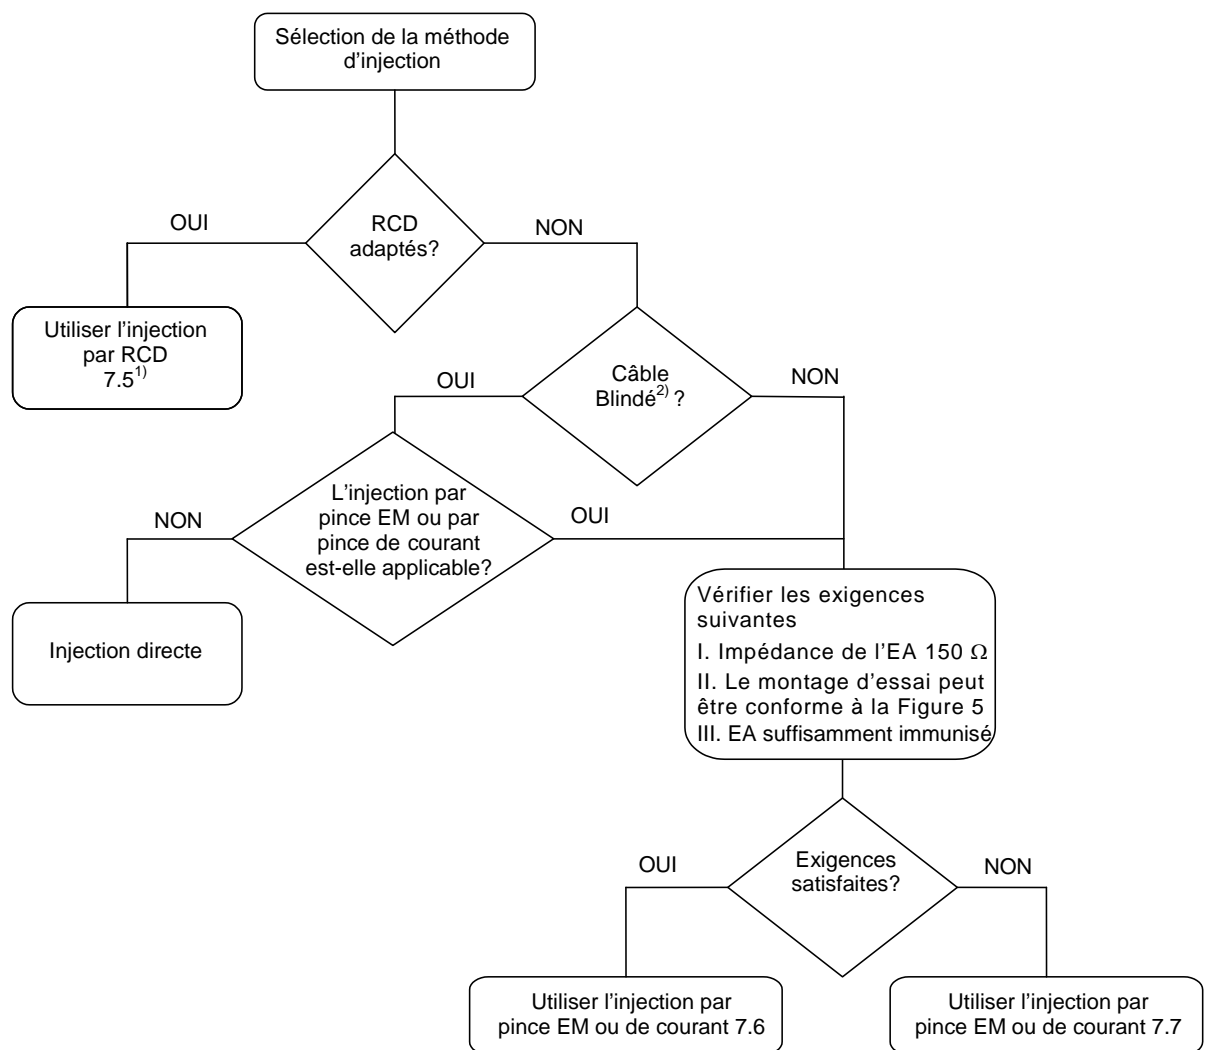 Sélection de la méthode
d’injection
RCD
adaptés?
OUI
NON
Utiliser l’injection
par RCD
7.5¹⁾
Câble
Blindé²⁾ ?
OUI
NON
L’injection par
pince EM ou par
pince de courant
est-elle applicable?
NON
OUI
Injection directe
Vérifier les exigences
suivantes
I. Impédance de l’EA 150 Ω
II. Le montage d’essai peut
être conforme à la Figure 5
III. EA suffisamment immunisé
Exigences
satisfaites?
OUI
NON
Utiliser l’injection par
pince EM ou de courant 7.6
Utiliser l’injection par
pince EM ou de courant 7.7